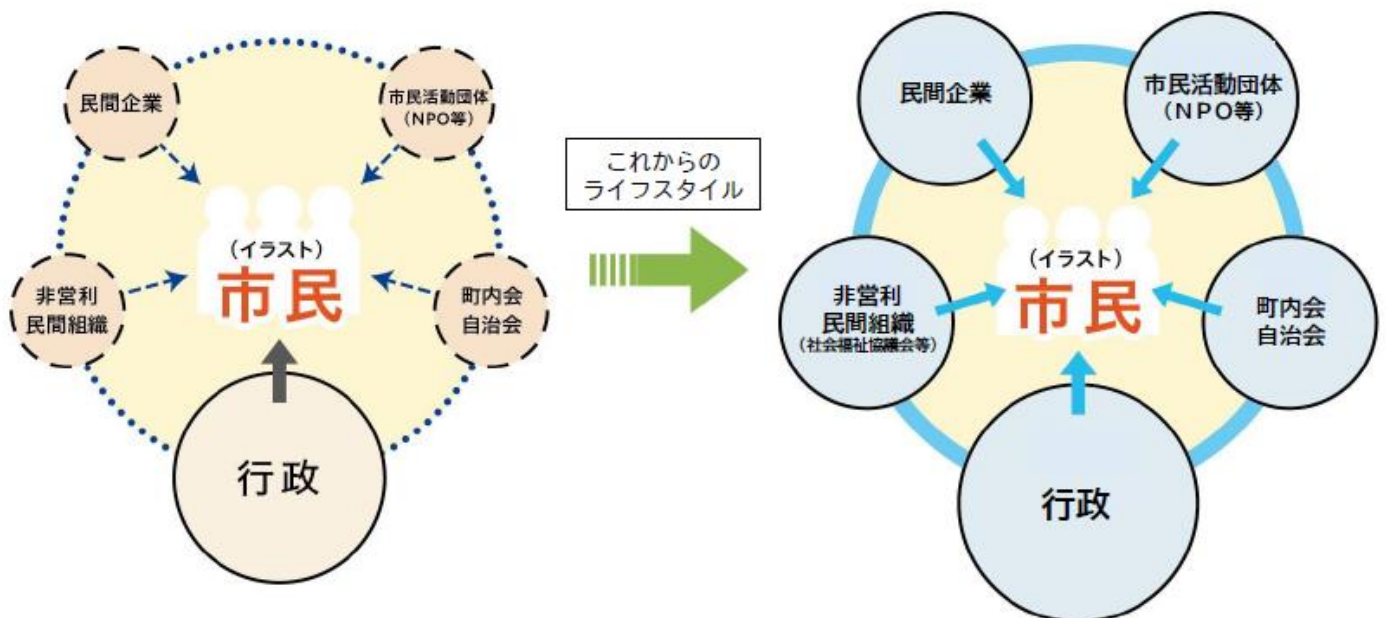 民間企業
市民活動団体
(NPO等)
(イラスト)
市民
非営利
民間組織
町内会
自治会
行政
これからの
ライフスタイル
民間企業
市民活動団体
(NPO等)
(イラスト)
市民
非営利
民間組織
(社会福祉協議会等)
町内会
自治会
行政